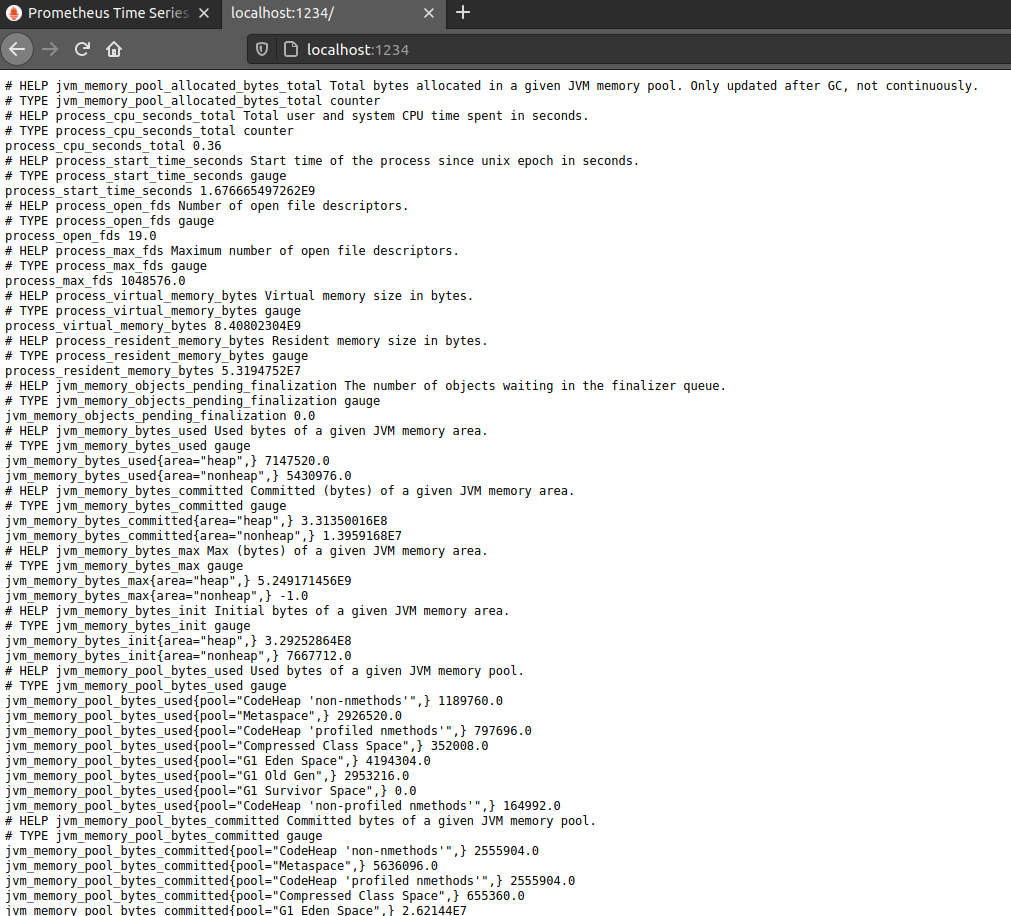 Prometheus Time Series
localhost:1234/
localhost:1234
# HELP jvm_memory_pool_allocated_bytes_total Total bytes allocated in a given JVM memory pool. Only updated after GC, not continuously.
# TYPE jvm_memory_pool_allocated_bytes_total counter
# HELP process_cpu_seconds_total Total user and system CPU time spent in seconds.
# TYPE process_cpu_seconds_total counter
process_cpu_seconds_total 0.36
# HELP process_start_time_seconds Start time of the process since unix epoch in seconds.
# TYPE process_start_time_seconds gauge
process_start_time_seconds 1.676665497262E9
# HELP process_open_fds Number of open file descriptors.
# TYPE process_open_fds gauge
process_open_fds 19.0
# HELP process_max_fds Maximum number of open file descriptors.
# TYPE process_max_fds gauge
process_max_fds 1048576.0
# HELP process_virtual_memory_bytes Virtual memory size in bytes.
# TYPE process_virtual_memory_bytes gauge
process_virtual_memory_bytes 8.40802304E9
# HELP process_resident_memory_bytes Resident memory size in bytes.
# TYPE process_resident_memory_bytes gauge
process_resident_memory_bytes 5.3194752E7
# HELP jvm_memory_objects_pending_finalization The number of objects waiting in the finalizer queue.
# TYPE jvm_memory_objects_pending_finalization gauge
jvm_memory_objects_pending_finalization 0.0
# HELP jvm_memory_bytes_used Used bytes of a given JVM memory area.
# TYPE jvm_memory_bytes_used gauge
jvm_memory_bytes_used{area="heap",} 7147520.0
jvm_memory_bytes_used{area="nonheap",} 5430976.0
# HELP jvm_memory_bytes_committed Committed (bytes) of a given JVM memory area.
# TYPE jvm_memory_bytes_committed gauge
jvm_memory_bytes_committed{area="heap",} 3.31350016E8
jvm_memory_bytes_committed{area="nonheap",} 1.3959168E7
# HELP jvm_memory_bytes_max Max (bytes) of a given JVM memory area.
# TYPE jvm_memory_bytes_max gauge
jvm_memory_bytes_max{area="heap",} 5.249171456E9
jvm_memory_bytes_max{area="nonheap",} -1.0
# HELP jvm_memory_bytes_init Initial bytes of a given JVM memory area.
# TYPE jvm_memory_bytes_init gauge
jvm_memory_bytes_init{area="heap",} 3.29252864E8
jvm_memory_bytes_init{area="nonheap",} 7667712.0
# HELP jvm_memory_pool_bytes_used Used bytes of a given JVM memory pool.
# TYPE jvm_memory_pool_bytes_used gauge
jvm_memory_pool_bytes_used{pool="CodeHeap 'non-nmethods'",} 1189760.0
jvm_memory_pool_bytes_used{pool="Metaspace",} 2926520.0
jvm_memory_pool_bytes_used{pool="CodeHeap 'profiled nmethods'",} 797696.0
jvm_memory_pool_bytes_used{pool="Compressed Class Space",} 352008.0
jvm_memory_pool_bytes_used{pool="G1 Eden Space",} 4194304.0
jvm_memory_pool_bytes_used{pool="G1 Old Gen",} 2953216.0
jvm_memory_pool_bytes_used{pool="G1 Survivor Space",} 0.0
jvm_memory_pool_bytes_used{pool="CodeHeap 'non-profiled nmethods'",} 164992.0
# HELP jvm_memory_pool_bytes_committed Committed bytes of a given JVM memory pool.
# TYPE jvm_memory_pool_bytes_committed gauge
jvm_memory_pool_bytes_committed{pool="CodeHeap 'non-nmethods'",} 2555904.0
jvm_memory_pool_bytes_committed{pool="Metaspace",} 5636096.0
jvm_memory_pool_bytes_committed{pool="CodeHeap 'profiled nmethods'",} 2555904.0
jvm_memory_pool_bytes_committed{pool="Compressed Class Space",} 655360.0
jvm_memory_pool_bytes_committed{pool="G1 Eden Space",} 2.62144E7